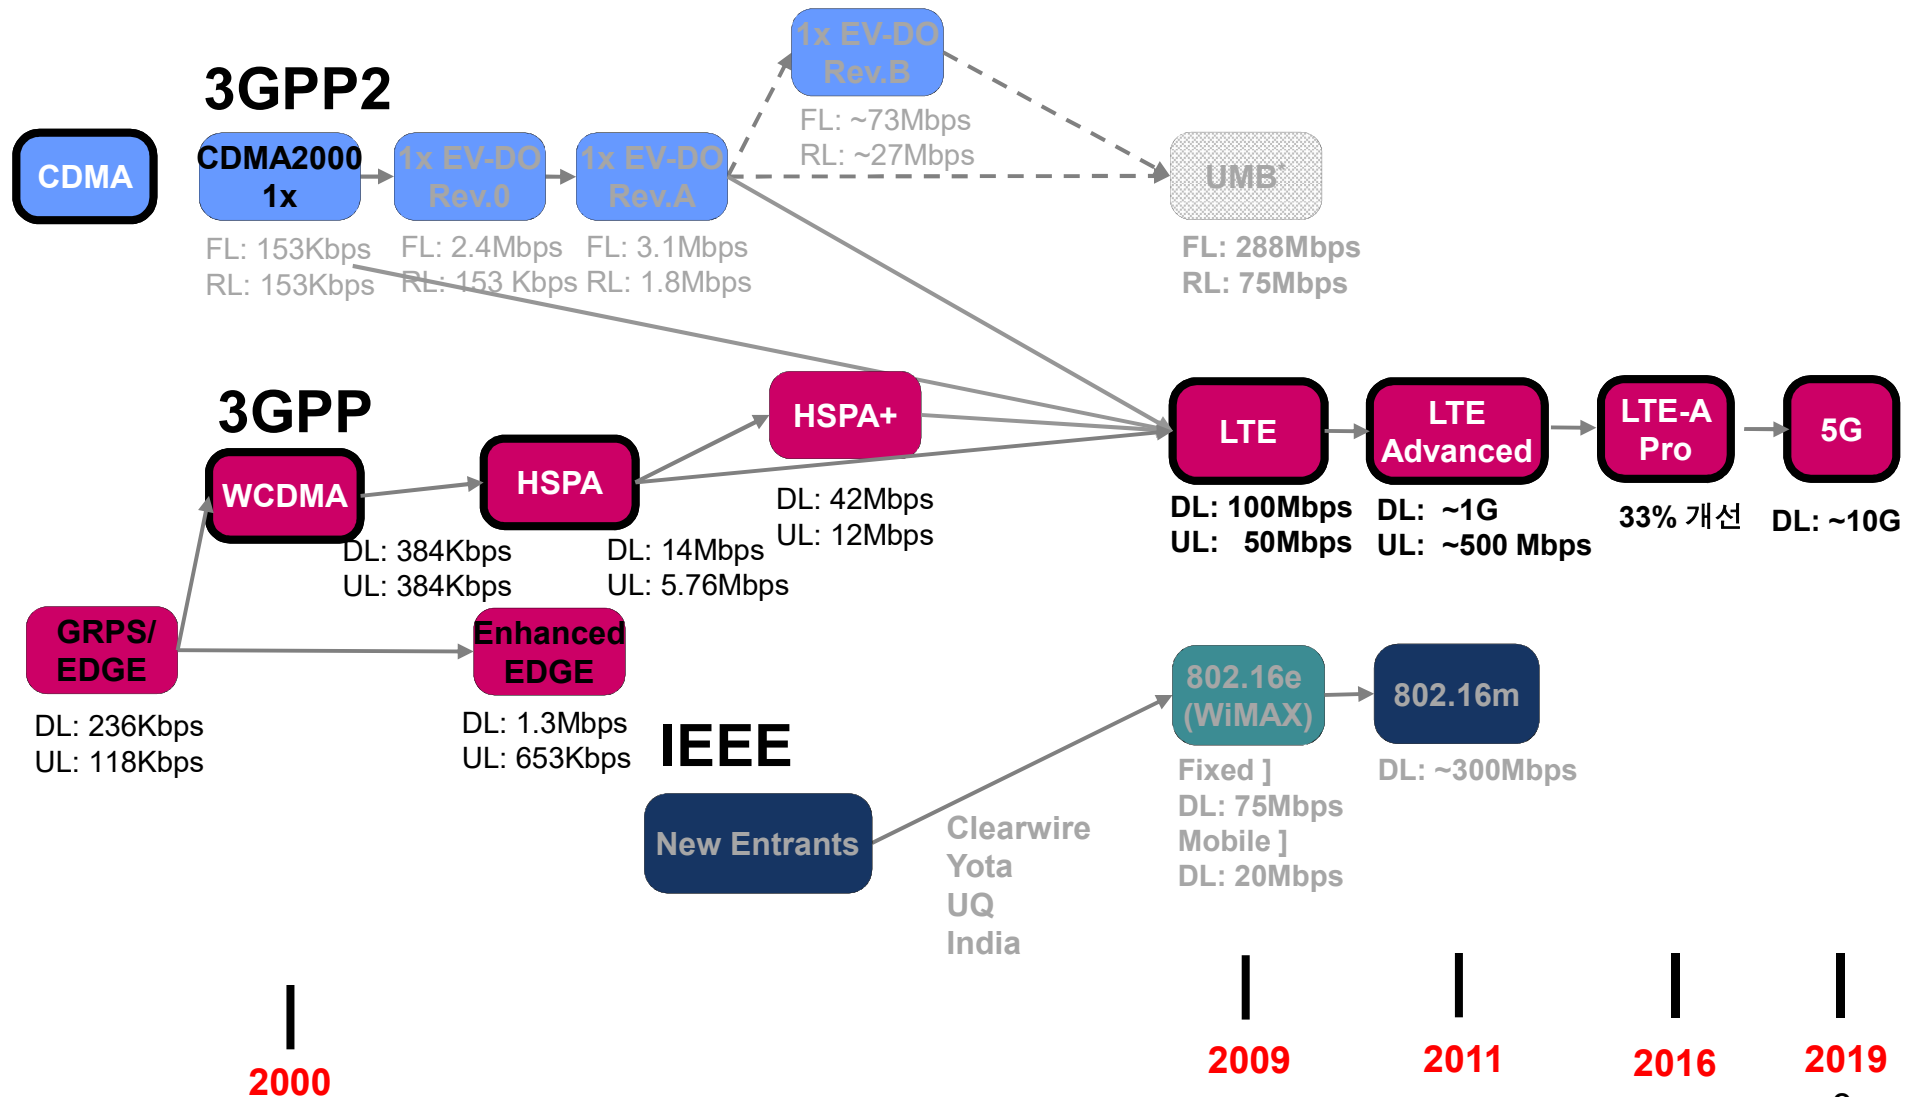 3GPP2
CDMA
CDMA2000
1x
1x EV-DO
Rev.0
1x EV-DO
Rev.A
1x EV-DO
Rev.B
FL: ~73Mbps
RL: ~27Mbps
UMB*
FL: 153Kbps
RL: 153Kbps
FL: 2.4Mbps
RL: 153 Kbps
FL: 3.1Mbps
RL: 1.8Mbps
FL: 288Mbps
RL: 75Mbps
3GPP
WCDMA
DL: 384Kbps
UL: 384Kbps
HSPA
DL: 14Mbps
UL: 5.76Mbps
HSPA+
DL: 42Mbps
UL: 12Mbps
LTE
DL: 100Mbps
UL: 50Mbps
LTE
Advanced
DL: ~1G
UL: ~500 Mbps
LTE-A
Pro
33% 개선
5G
DL: ~10G
GRPS/
EDGE
DL: 236Kbps
UL: 118Kbps
Enhanced
EDGE
DL: 1.3Mbps
UL: 653Kbps
IEEE
New Entrants
Clearwire
Yota
UQ
India
802.16e
(WiMAX)
Fixed ]
DL: 75Mbps
Mobile ]
DL: 20Mbps
802.16m
DL: ~300Mbps
2000
2009
2011
2016
2019